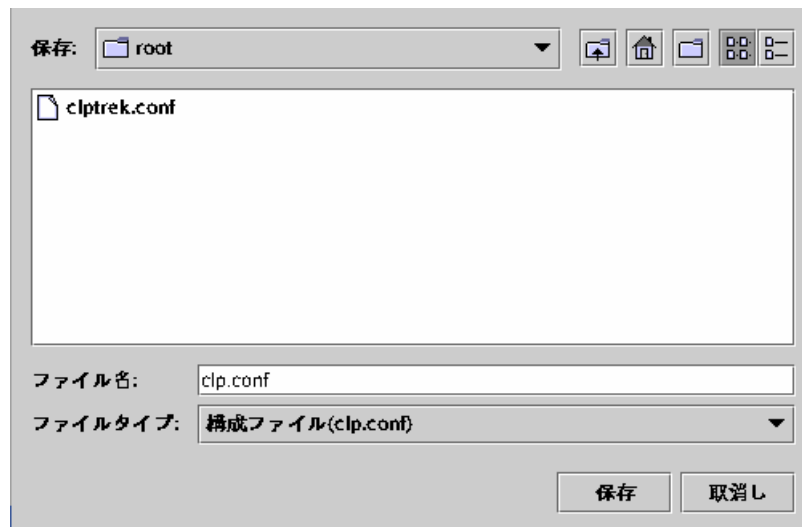 保存: root
clptrek.conf
ファイル名: clp.conf
ファイルタイプ: 構成ファイル(clp.conf)
保存 取消し